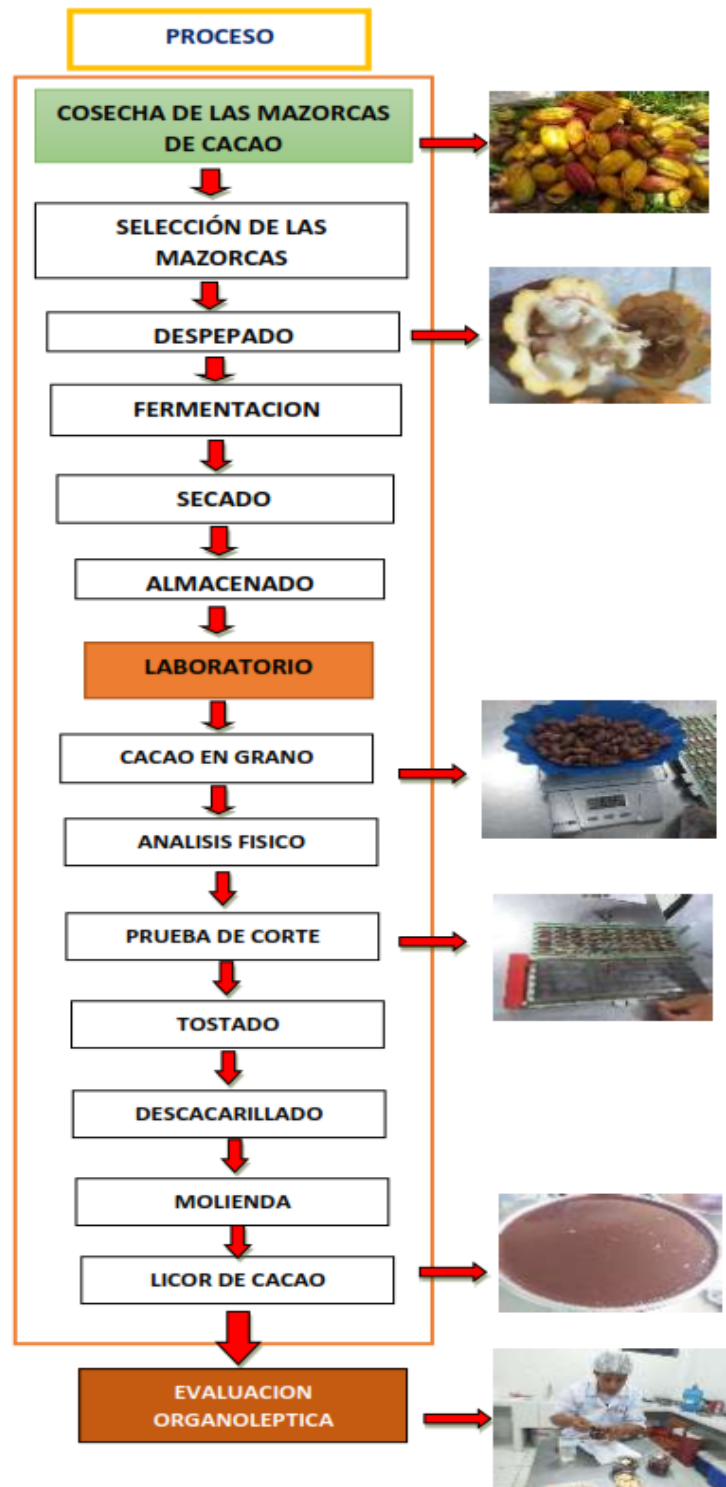 PROCESO
COSECHA DE LAS MAZORCAS
DE CACAO
SELECCIÓN DE LAS
MAZORCAS
DESPEPADO
FERMENTACION
SECADO
ALMACENADO
LABORATORIO
CACAO EN GRANO
ANALISIS FISICO
PRUEBA DE CORTE
TOSTADO
DESCACARILLADO
MOLIENDA
LICOR DE CACAO
EVALUACION
ORGANOLEPTICA